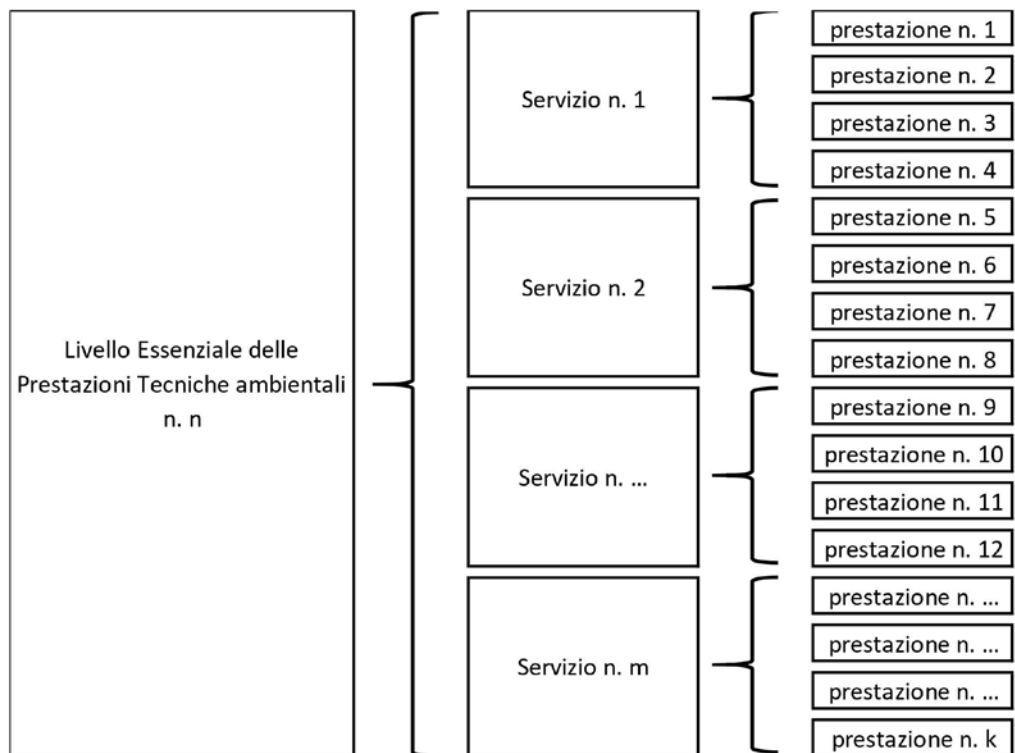 Livello Essenziale delle
Prestazioni Tecniche ambientali
n. n
Servizio n. 1
prestazione n. 1
prestazione n. 2
prestazione n. 3
prestazione n. 4
Servizio n. 2
prestazione n. 5
prestazione n. 6
prestazione n. 7
prestazione n. 8
Servizio n. ...
prestazione n. 9
prestazione n. 10
prestazione n. 11
prestazione n. 12
Servizio n. m
prestazione n. ...
prestazione n. ...
prestazione n. ...
prestazione n. k